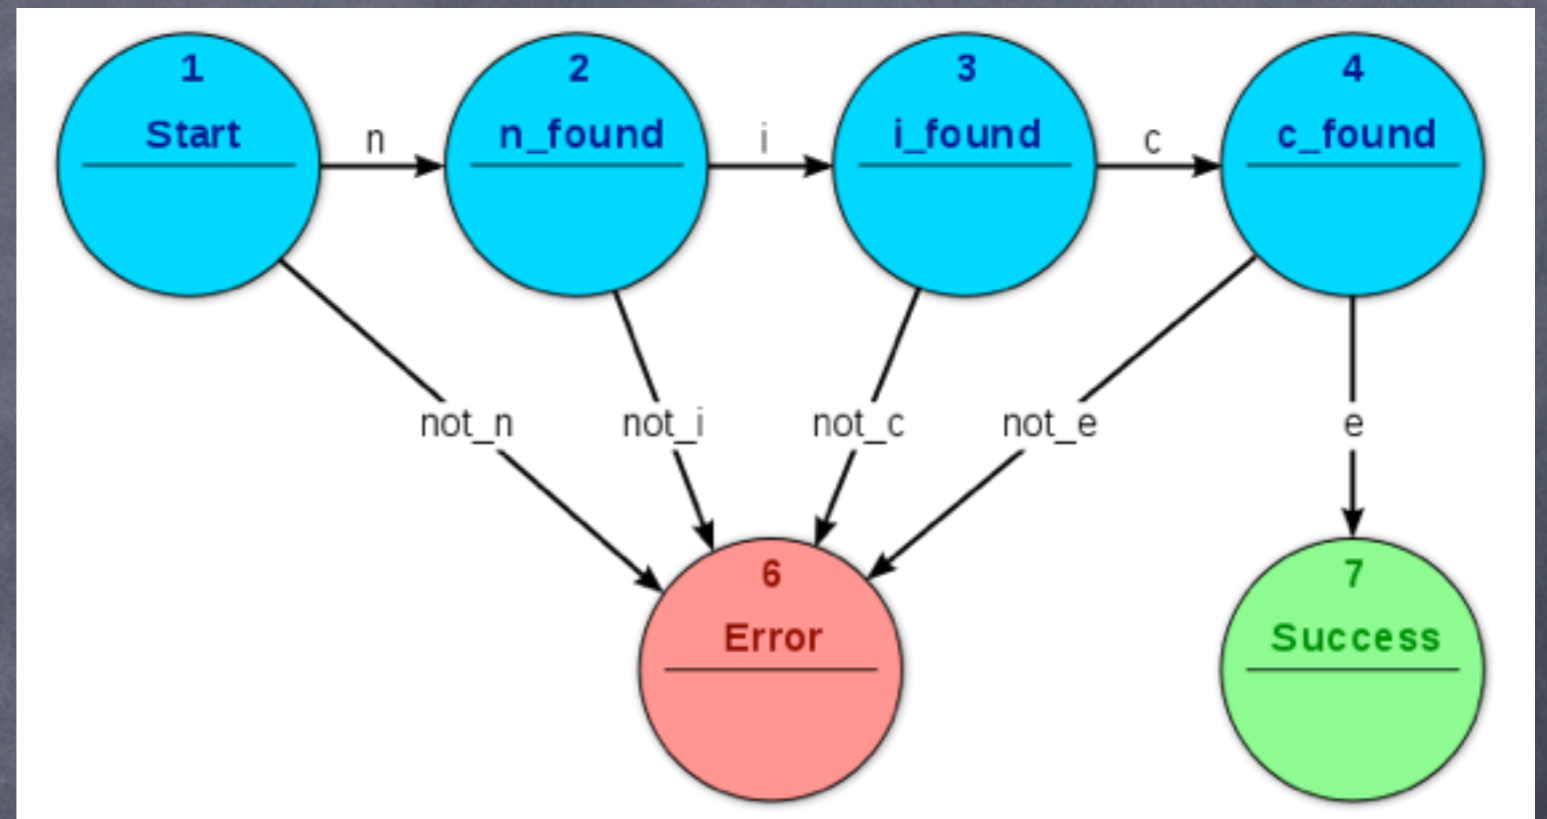 1
Start
n
2
n_found
i
3
i_found
c
4
c_found
not_n
not_i
not_c
not_e
e
6
Error
7
Success